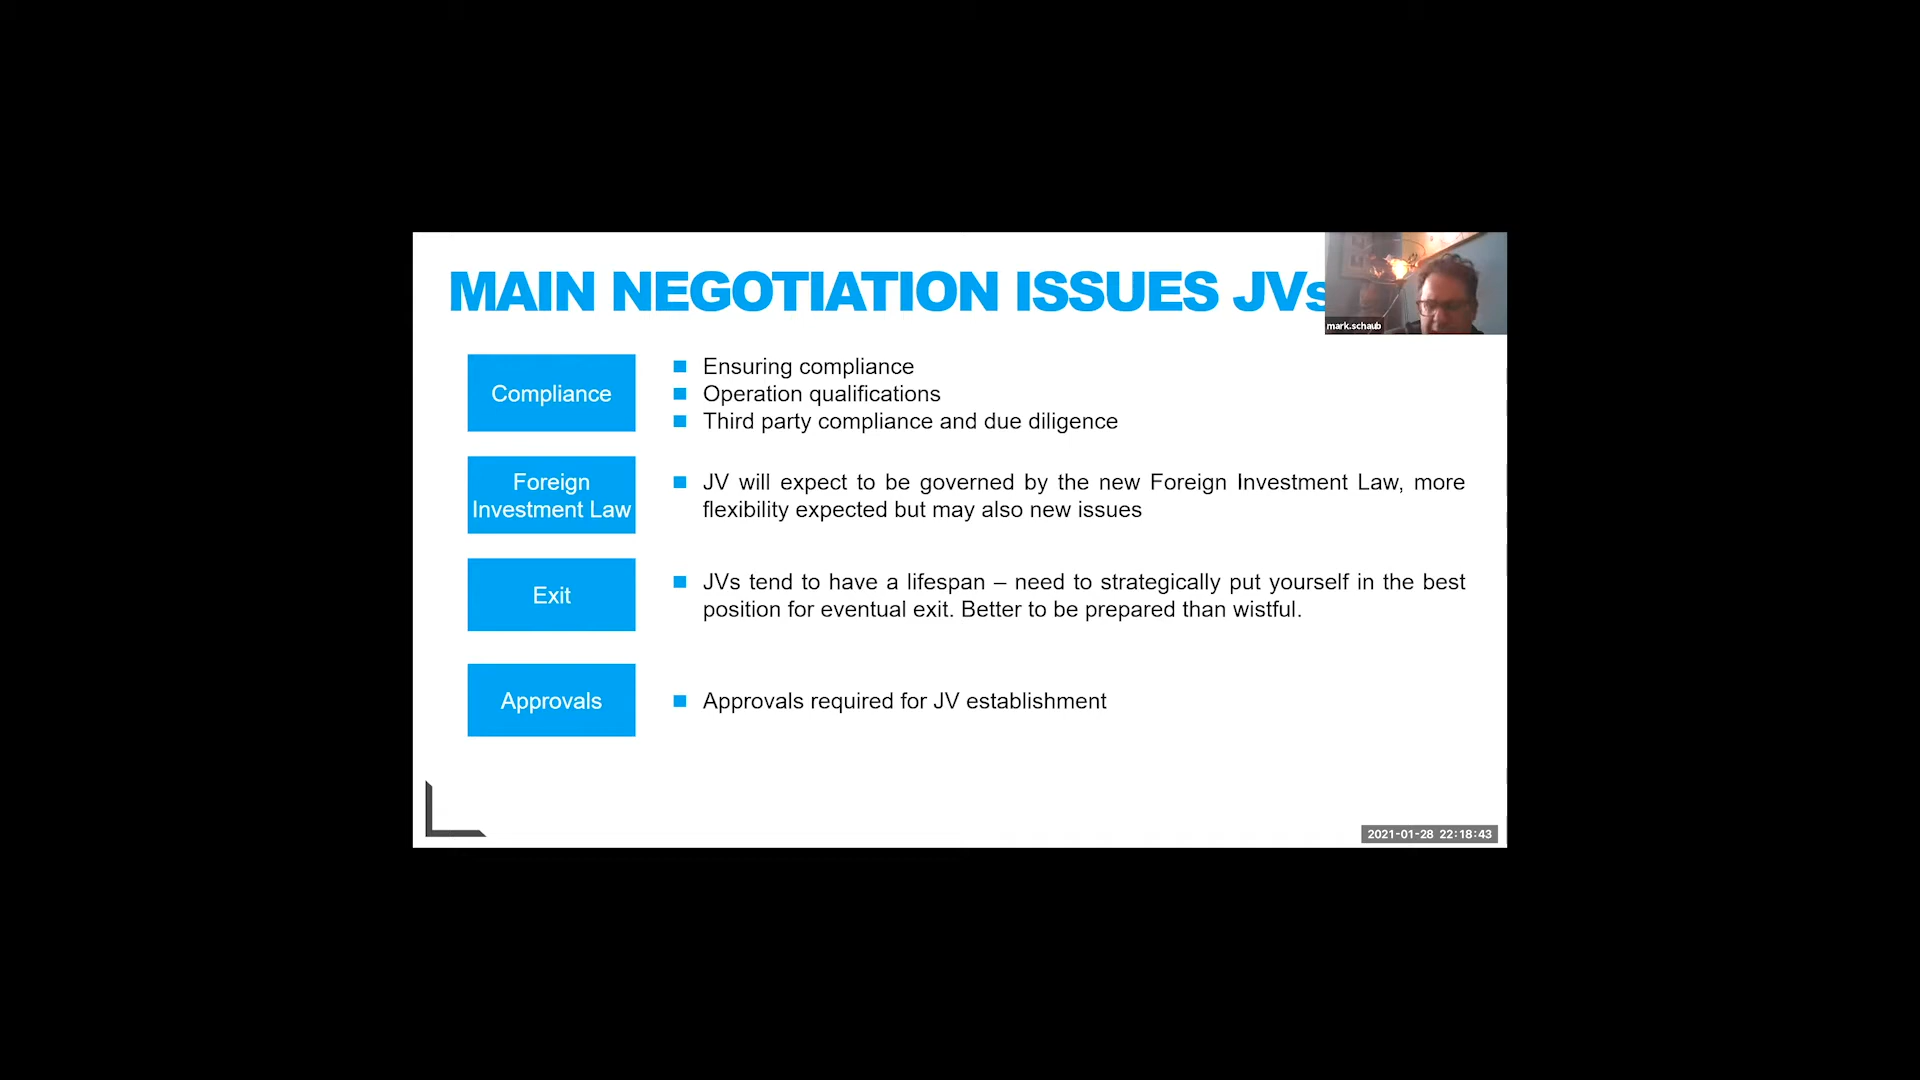 MAIN NEGOTIATION ISSUES JVs
mark.schaub
Compliance
Ensuring compliance
Operation qualifications
Third party compliance and due diligence
Foreign
Investment Law
JV will expect to be governed by the new Foreign Investment Law, more
flexibility expected but may also new issues
Exit
JVs tend to have a lifespan – need to strategically put yourself in the best
position for eventual exit. Better to be prepared than wistful.
Approvals
Approvals required for JV establishment
2021-01-28 22:18:43